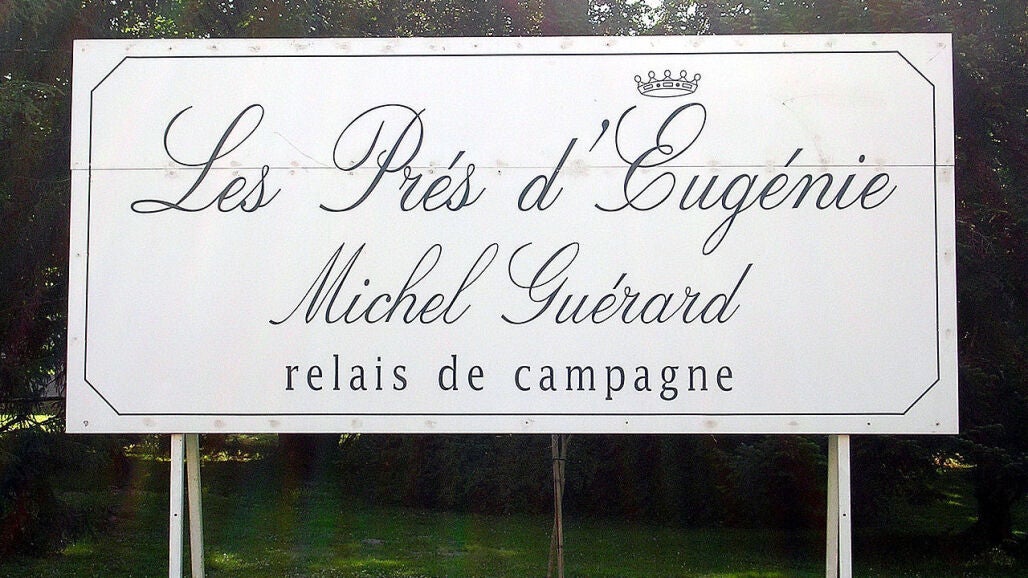 Les Prés d'Eugénie
Michel Guérard
relais de campagne